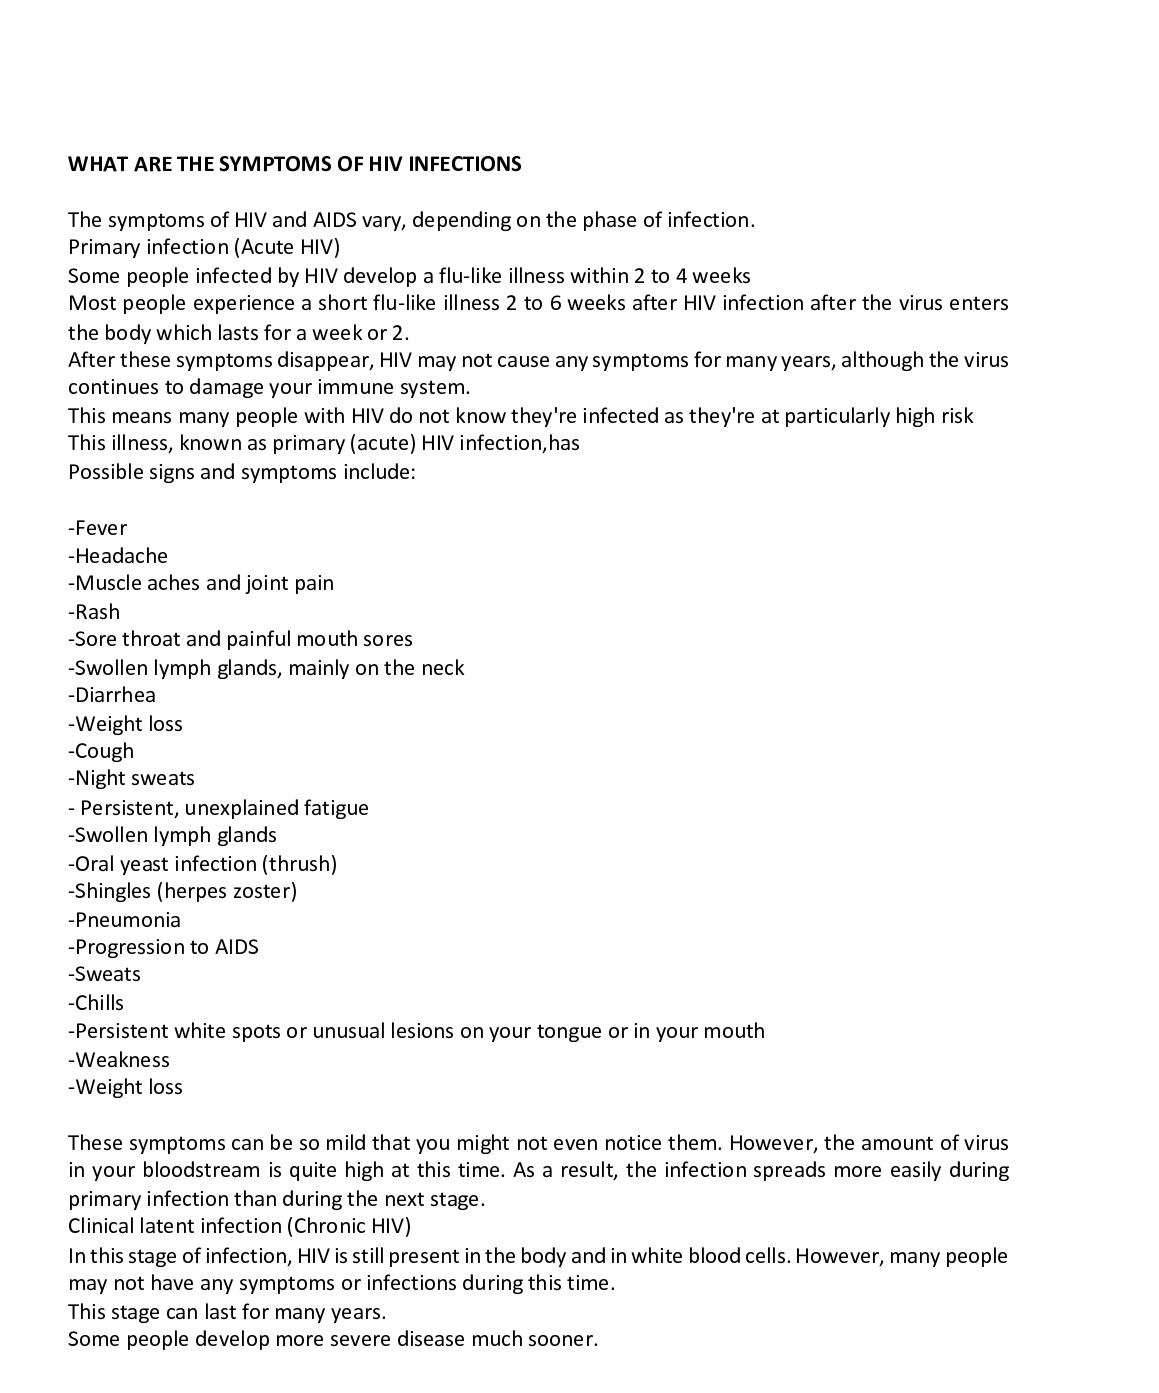 WHAT ARE THE SYMPTOMS OF HIV INFECTIONS
The symptoms of HIV and AIDS vary, depending on the phase of infection.
Primary infection (Acute HIV)
Some people infected by HIV develop a flu-like illness within 2 to 4 weeks
Most people experience a short flu-like illness 2 to 6 weeks after HIV infection after the virus enters
the body which lasts for a week or 2.
After these symptoms disappear, HIV may not cause any symptoms for many years, although the virus
continues to damage your immune system.
This means many people with HIV do not know they're infected as they're at particularly high risk
This illness, known as primary (acute) HIV infection,has
Possible signs and symptoms include:
-Fever
-Headache
-Muscle aches and joint pain
-Rash
-Sore throat and painful mouth sores
-Swollen lymph glands, mainly on the neck
-Diarrhea
-Weight loss
-Cough
-Night sweats
- Persistent, unexplained fatigue
-Swollen lymph glands
-Oral yeast infection (thrush)
-Shingles (herpes zoster)
-Pneumonia
-Progression to AIDS
-Sweats
-Chills
-Persistent white spots or unusual lesions on your tongue or in your mouth
-Weakness
-Weight loss
These symptoms can be so mild that you might not even notice them. However, the amount of virus
in your bloodstream is quite high at this time. As a result, the infection spreads more easily during
primary infection than during the next stage.
Clinical latent infection (Chronic HIV)
In this stage of infection, HIV is still present in the body and in white blood cells. However, many people
may not have any symptoms or infections during this time.
This stage can last for many years.
Some people develop more severe disease much sooner.